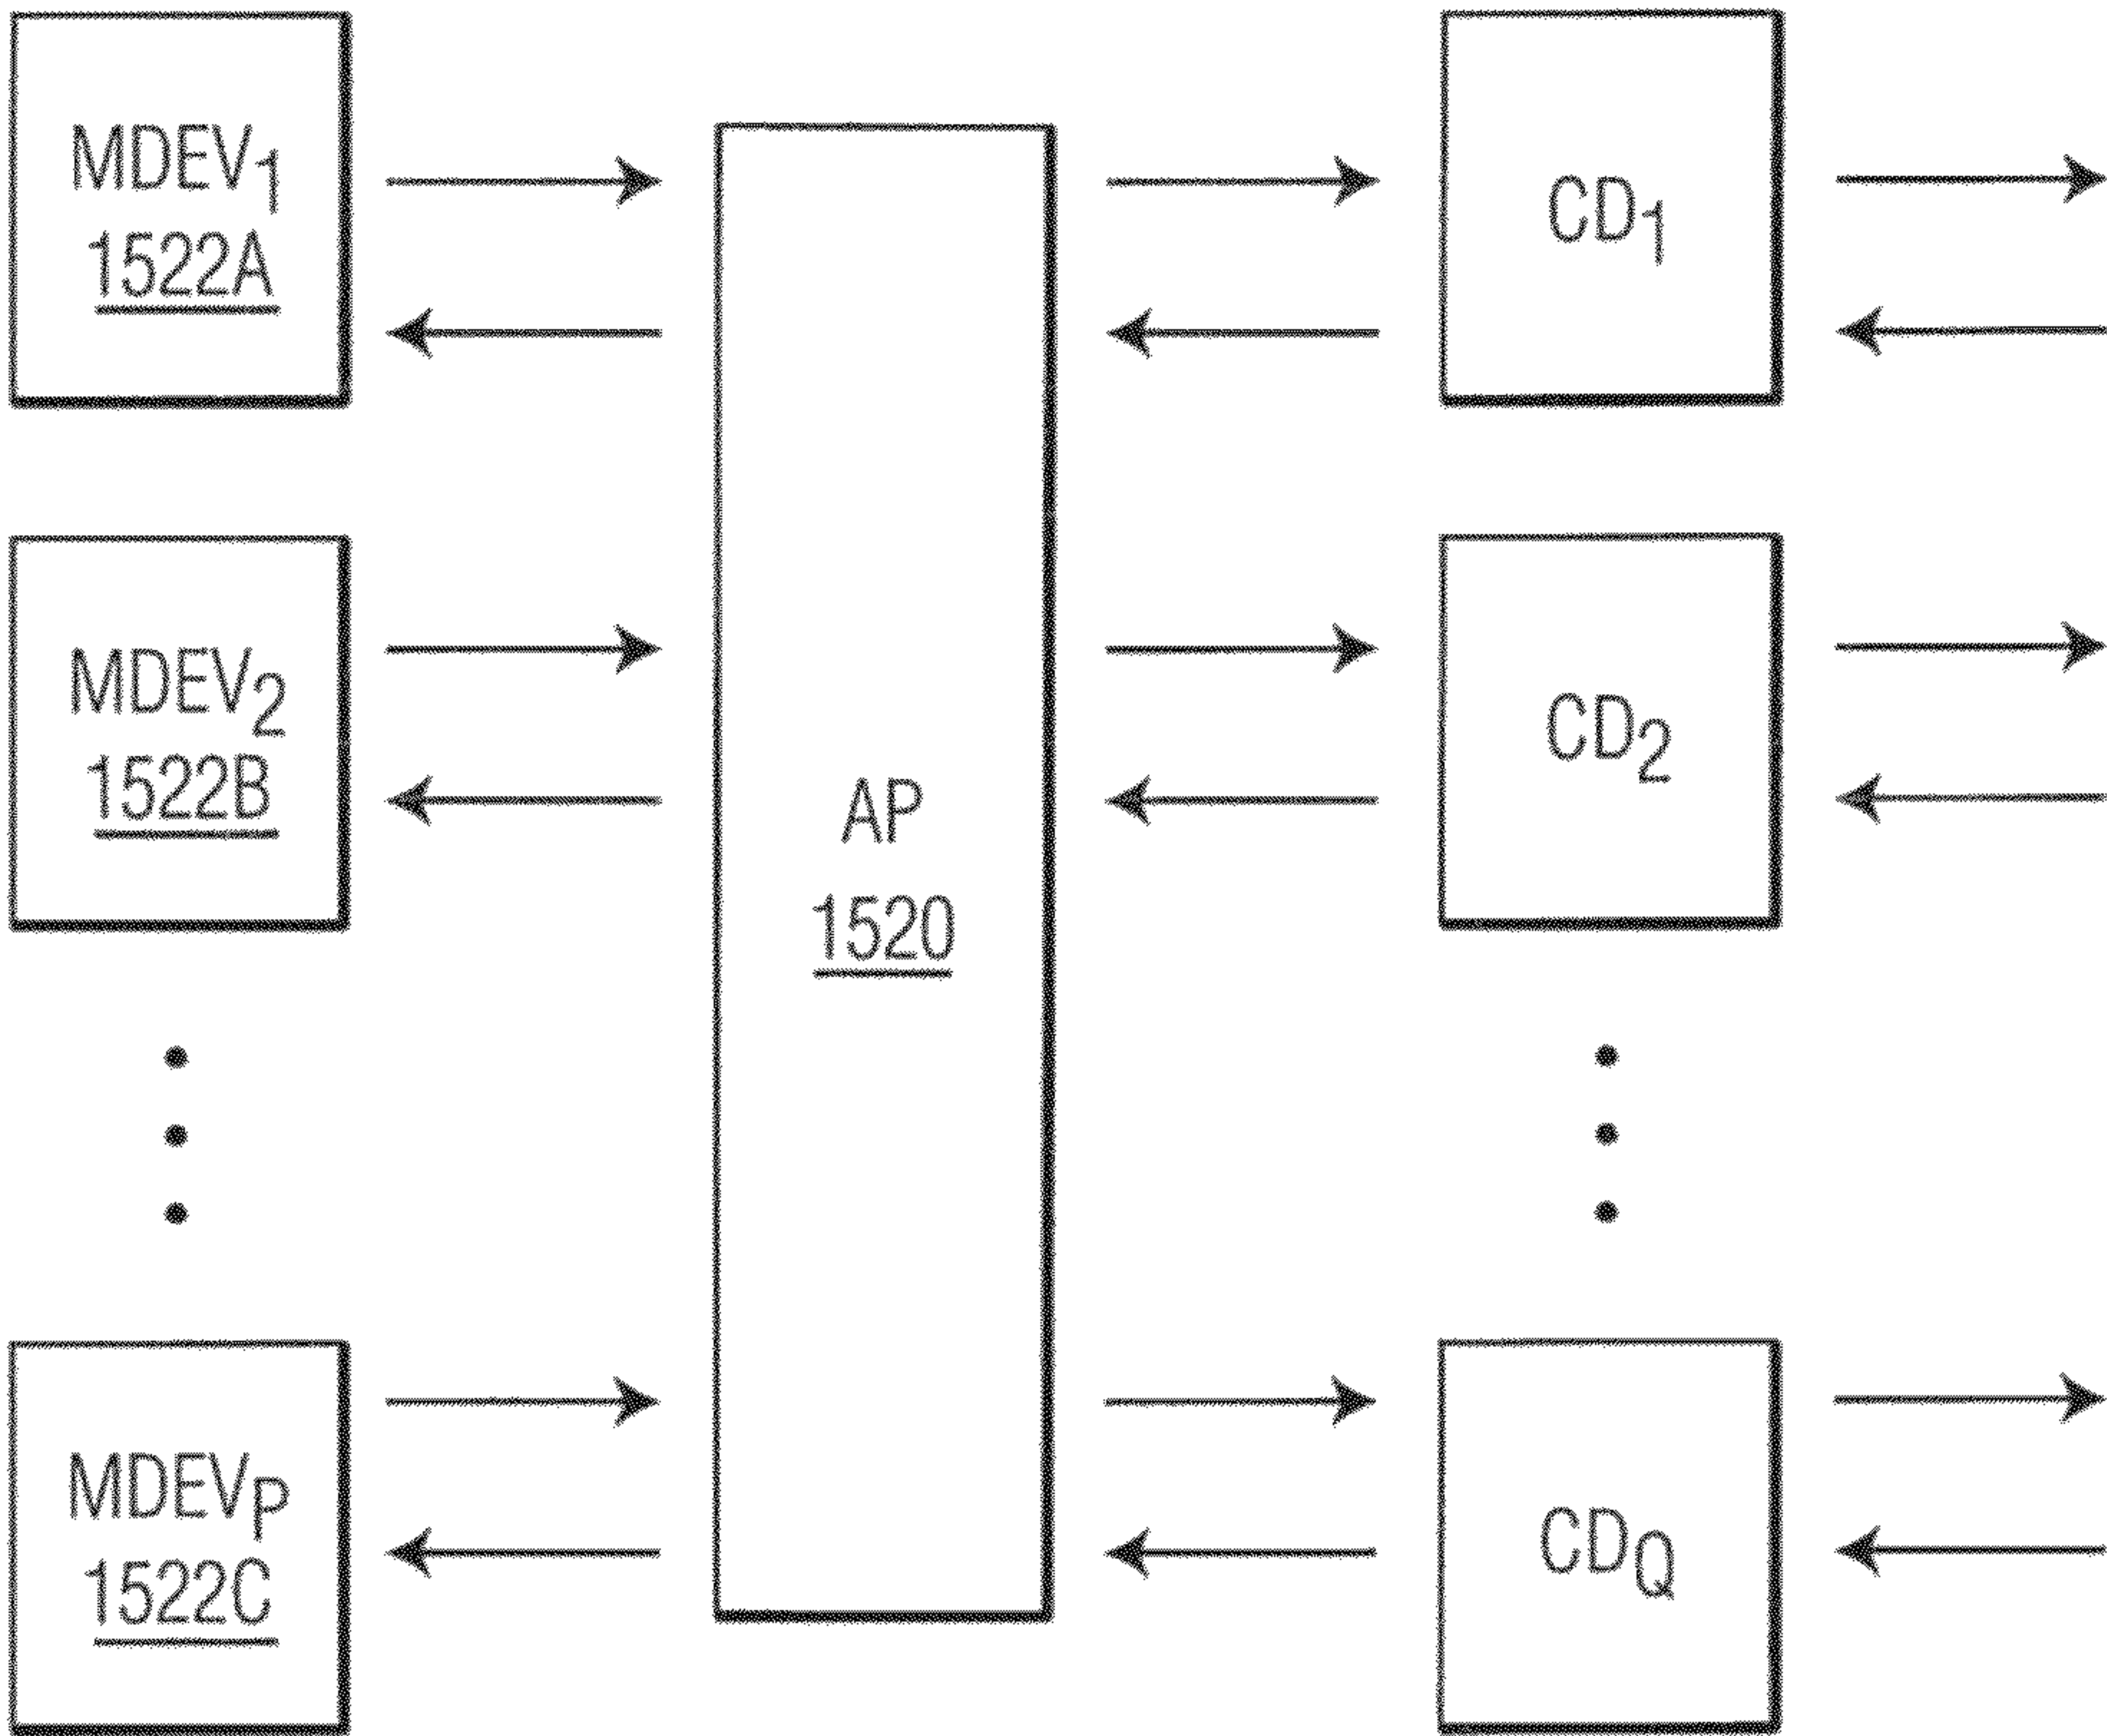 MDEV₁
1522A
CD₁
MDEV₂
1522B
CD₂
AP
1520
MDEVP
1522C
CDQ